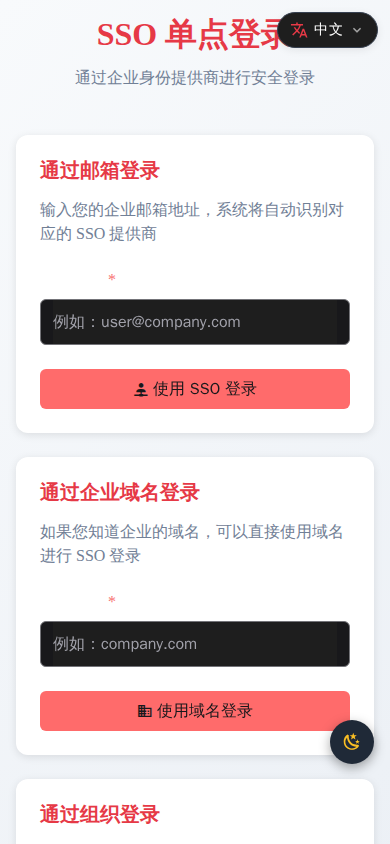 SSO 单点登录
中文
通过企业身份提供商进行安全登录
通过邮箱登录
输入您的企业邮箱地址，系统将自动识别对
应的 SSO 提供商
*
例如：user@company.com
使用 SSO 登录
通过企业域名登录
如果您知道企业的域名，可以直接使用域名
进行 SSO 登录
*
例如：company.com
使用域名登录
通过组织登录